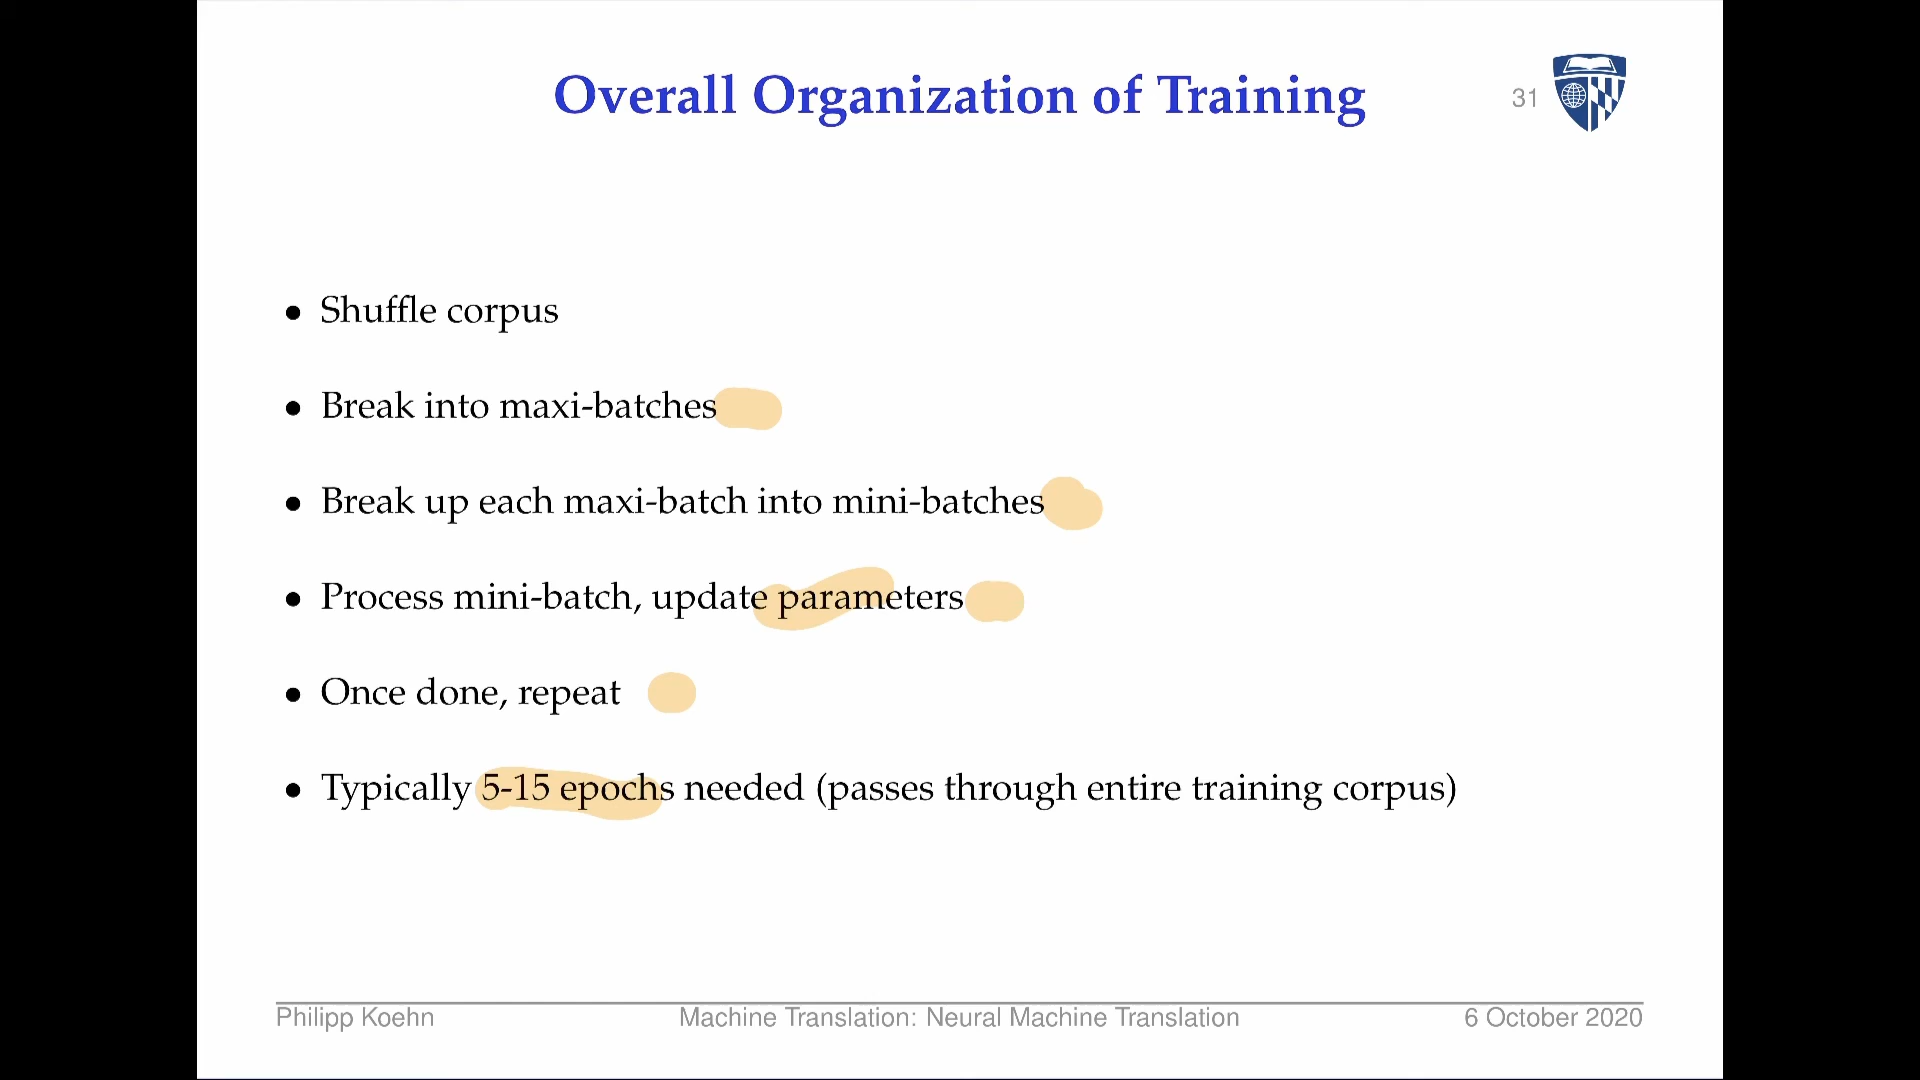 Overall Organization of Training
31
• Shuffle corpus
• Break into maxi-batches
• Break up each maxi-batch into mini-batches
• Process mini-batch, update parameters
• Once done, repeat
• Typically 5-15 epochs needed (passes through entire training corpus)
Philipp Koehn Machine Translation: Neural Machine Translation 6 October 2020